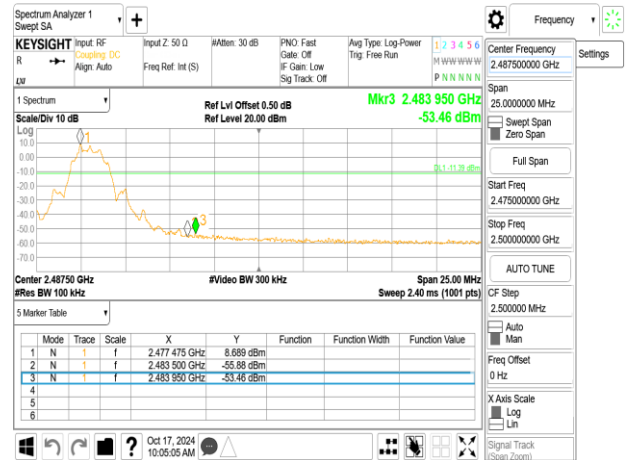 Spectrum Analyzer 1
Swept SA
+
Frequency
KEYSIGHT
Input: RF
Input Z: 50 Ω
#Atten: 30 dB
PNO: Fast
Avg Type: Log-Power
1 2 3 4 5 6
R
Coupling: DC
Gate: Off
Trig: Free Run
Align: Auto
Freq Ref: Int (S)
IF Gain: Low
M W W W W W
Sig Track: Off
P N N N N N
Settings
1 Spectrum
Ref Lvl Offset 0.50 dB
Mkr3 2.483 950 GHz
Scale/Div 10 dB
Ref Level 20.00 dBm
-53.46 dBm
Log
10.0
0.00
-10.0
-20.0
-30.0
-40.0
-50.0
-60.0
-70.0
1
3
DL1 -11.29 dBm
Center 2.48750 GHz
#Video BW 300 kHz
Span 25.00 MHz
#Res BW 100 kHz
Sweep 2.40 ms (1001 pts)
5 Marker Table
Mode Trace Scale X Y Function Function Width Function Value
1 N 1 f 2.477 475 GHz 8.689 dBm
2 N 1 f 2.483 500 GHz -55.88 dBm
3 N 1 f 2.483 950 GHz -53.46 dBm
4
5
6
Oct 17, 2024
10:05:05 AM
?
Center Frequency
2.487500000 GHz
Span
25.0000000 MHz
Swept Span
Zero Span
Full Span
Start Freq
2.475000000 GHz
Stop Freq
2.500000000 GHz
AUTO TUNE
CF Step
2.500000 MHz
Auto
Man
Freq Offset
0 Hz
X Axis Scale
Log
Lin
Signal Track
(Span Zoom)